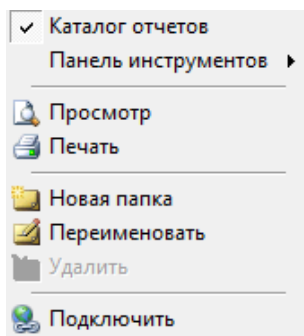 Каталог отчетов
Панель инструментов
Просмотр
Печать
Новая папка
Переименовать
Удалить
Подключить